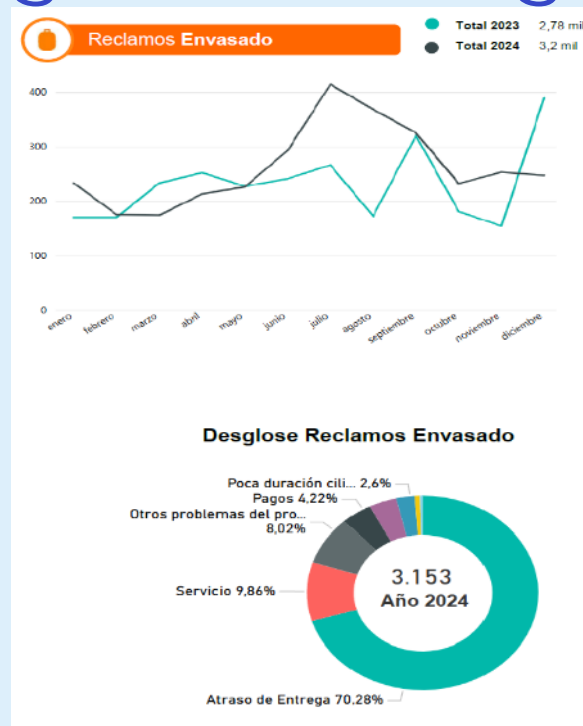 Reclamos Envasado
Total 2023 2,78 mil
Total 2024 3,2 mil
400
300
200
100
0
enero
febrero
marzo
abril
mayo
junio
julio
agosto
septiembre
octubre
noviembre
diciembre
Desglose Reclamos Envasado
Poca duración cili... 2,6%
Pagos 4,22%
Otros problemas del pro...
8,02%
Servicio 9,86%
3.153
Año 2024
Atraso de Entrega 70,28%